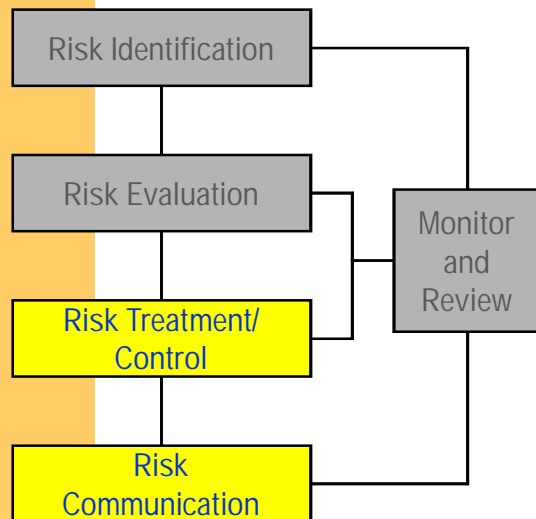 Risk Identification
Risk Evaluation
Monitor
and
Review
Risk Treatment/
Control
Risk
Communication